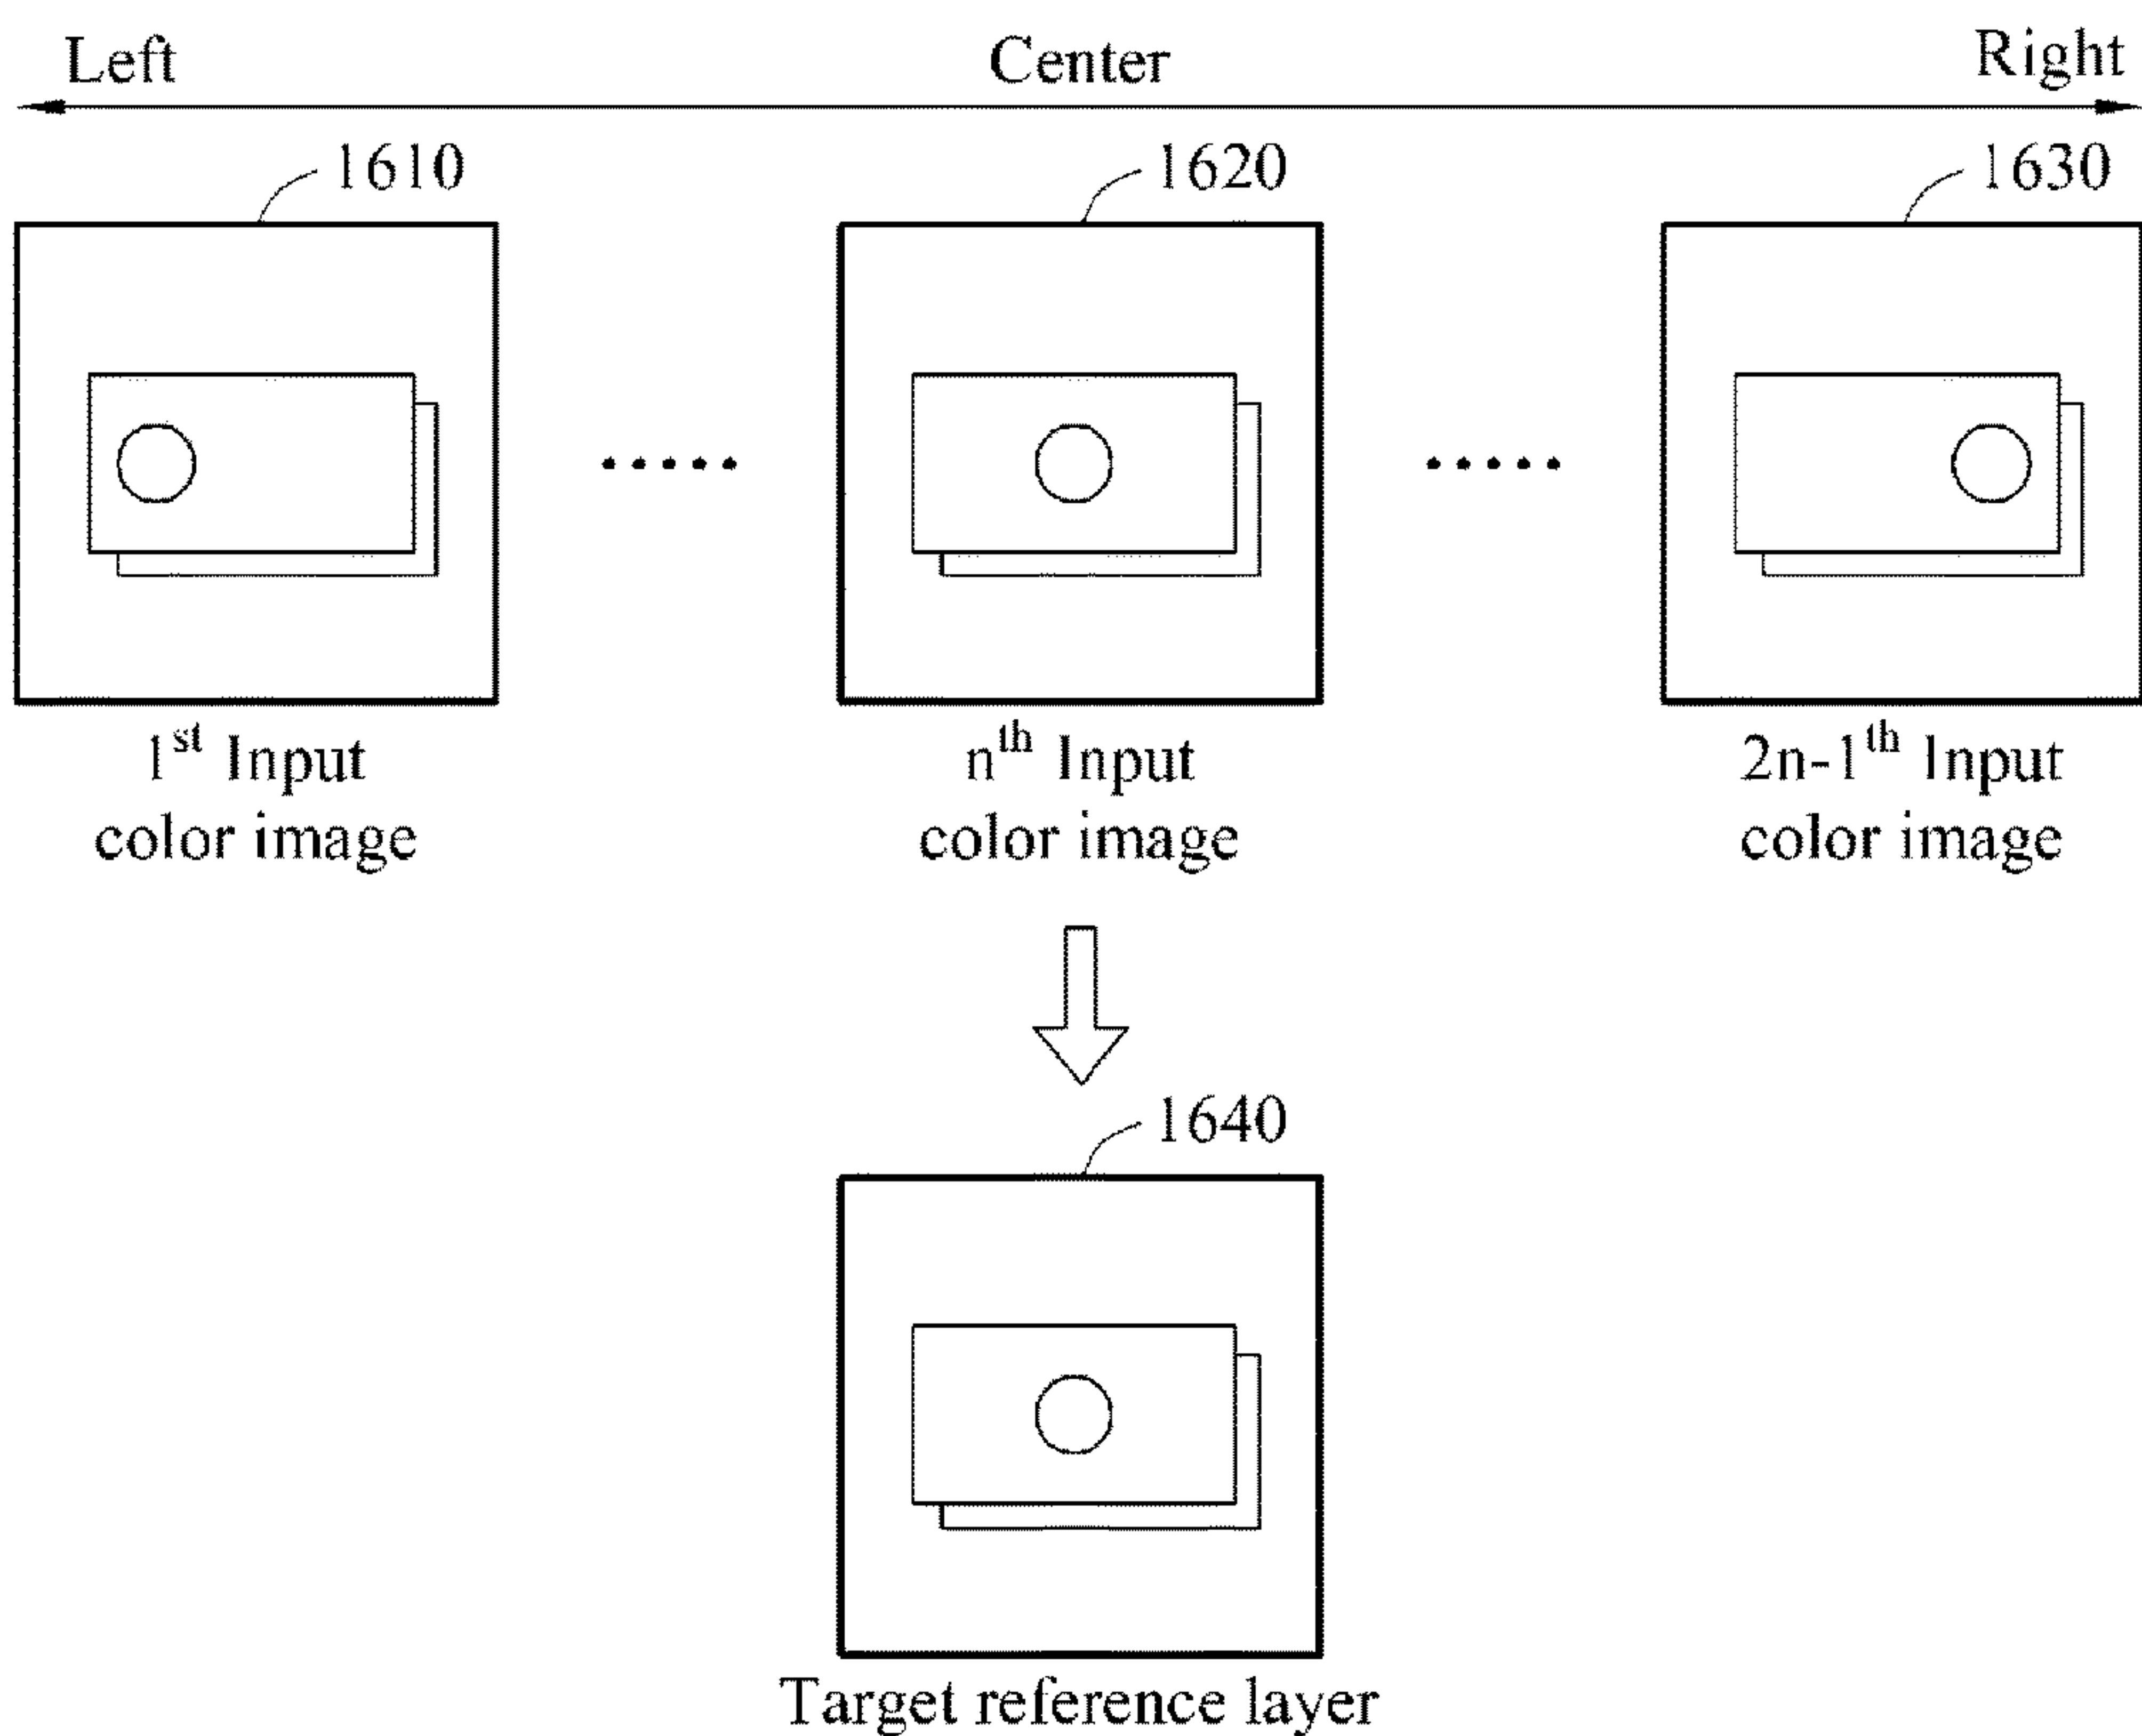 Left Center Right
1610 1620 1630
1st Input nth Input 2n-1th Input
color image color image color image
1640
Target reference layer